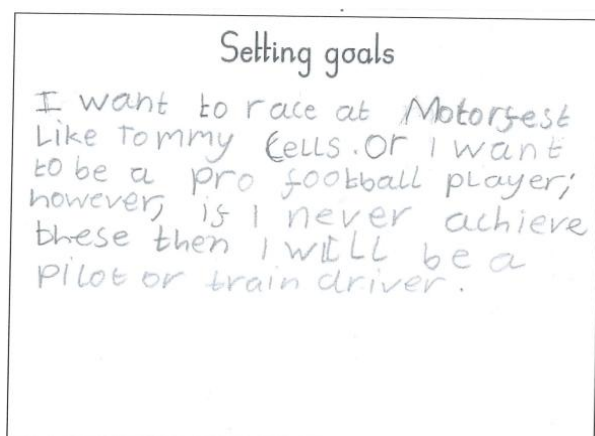 Setting goals
I want to race at Motorfest
Like Tommy Cells. Or I want
to be a pro football player;
however, if I never achieve
these then I will be a
pilot or train driver.